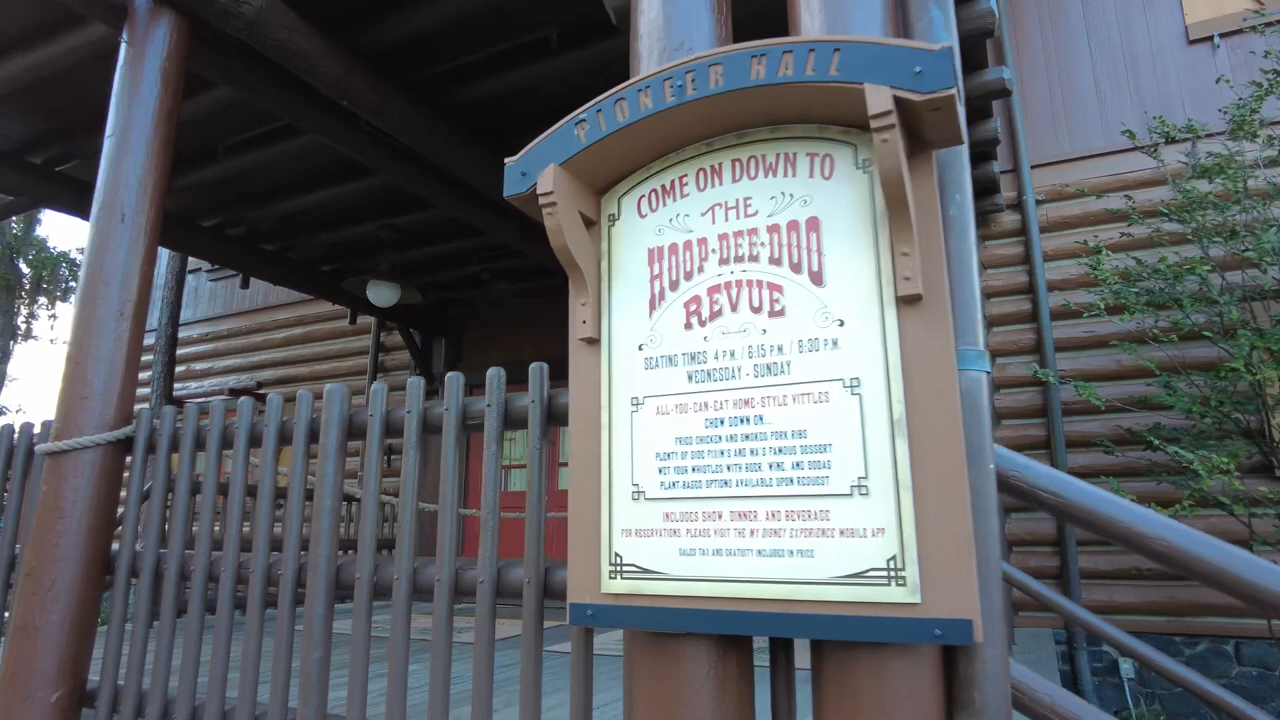 PIONEER HALL
COME ON DOWN TO
THE
HOOP-DEE-DOO
REVUE
SEATING TIMES 4 P.M. / 6:15 P.M. / 8:30 P.M.
WEDNESDAY - SUNDAY
ALL-YOU-CAN-EAT HOME-STYLE VITTLES
CHOW DOWN ON...
FRIED CHICKEN AND SMOKED PORK RIBS
PLENTY OF SIDE FIXIN'S AND MA'S FAMOUS DESSERT
WET YOUR WHISTLES WITH BEER, WINE, AND SODAS
PLANT-BASED OPTIONS AVAILABLE UPON REQUEST
INCLUDES SHOW, DINNER, AND BEVERAGE
FOR RESERVATIONS, PLEASE VISIT THE MY DISNEY EXPERIENCE MOBILE APP
SALES TAX AND GRATUITY INCLUDED IN PRICE